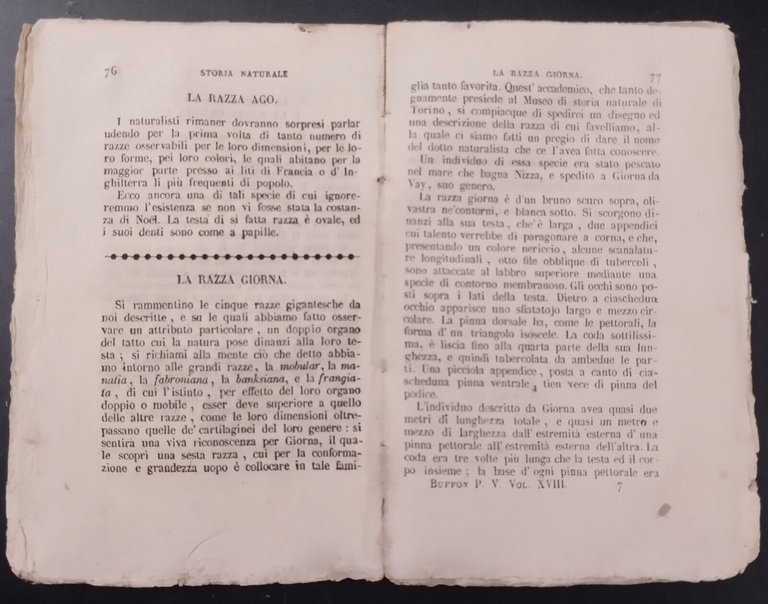 76
STORIA NATURALE
LA RAZZA AGO.
I naturalisti rimaner dovranno sorpresi parlar
udendo per la prima volta di tanto numero di
razze osservabili per le loro dimensioni, per le lo-
ro forme, pei loro colori, le quali abitano per la
maggior parte presso ai liti di Francia o d' In-
ghilterra li più frequenti di popolo.
Ecco ancora una di tali specie di cui ignore-
remmo l'esistenza se non vi fosse stata la costan-
za di Noël. La testa di si fatta razza è ovale, ed
i suoi denti sono come a papille.
LA RAZZA GIORNA.
Si rammentino le cinque razze gigantesche da
noi descritte, e su le quali abbiamo fatto osser-
vare un attributo particolare, un doppio organo
del tatto cui la natura pose dinanzi alla loro te-
sta; si richiami alla mente ciò che detto abbia-
mo intorno alle grandi razze, la mobular, la ma-
natia, la fabroniana, la banksiana, e la frangia-
ta, di cui l'istinto, per effetto del loro organo
doppio o mobile, esser deve superiore a quello
delle altre razze, come le loro dimensioni oltre-
passano quelle de' cartilaginei del loro genere: si
sentirà una viva riconoscenza per Giorna, il qua-
le scoprì una sesta razza, cui per la conforma-
zione e grandezza uopo è collocare in tale fami-
LA RAZZA GIORNA.
77
glia tanto favorita. Quest' accademico, che tanto de-
gnamente presiede al Museo di storia naturale di
Torino, si compiacque di spedirci un disegno ed
una descrizione della razza di cui favelliamo, al-
la quale ci siamo fatti un pregio di dare il nome
del dotto naturalista che ce l'avea fatta conoscere.
Un individuo di essa specie era stato pescato
nel mare che bagna Nizza, e spedito a Giorna da
Vay, suo genero.
La razza giorna è d'un bruno scuro sopra, oli-
vastra ne'contorni, e bianca sotto. Si scorgono di-
nanzi alla sua testa, ch'è larga, due appendici
cui talento verrebbe di paragonare a corna, e che,
presentando un colore nericcio, alcune scanalatu-
re longitudinali, otto file obblique di tubercoli,
sono attaccate al labbro superiore mediante una
specie di contorno membranoso. Gli occhi sono po-
sti sopra i lati della testa. Dietro a ciaschedun
occhio apparisce uno sfiatatojo largo e mezzo cir-
colare. La pinna dorsale ha, come le pettorali, la
forma d' un triangolo isoscele. La coda sottilissi-
ma, è liscia fino alla quarta parte della sua lun-
ghezza, e quindi tubercolata da ambedue le par-
ti. Una picciola appendice, posta a canto di cia-
scheduna pinna ventrale, tien vece di pinna del
podice.
L'individuo descritto da Giorna avea quasi due
metri di lunghezza totale, e quasi un metro e
mezzo di larghezza dall'estremità esterna d'una
pinna pettorale all'estremità esterna dell'altra. La
coda era tre volte più lunga che la testa ed il cor-
po insieme; la base d'ogni pinna pettorale era
BUFFON P. V. VOL. XVIII. 7